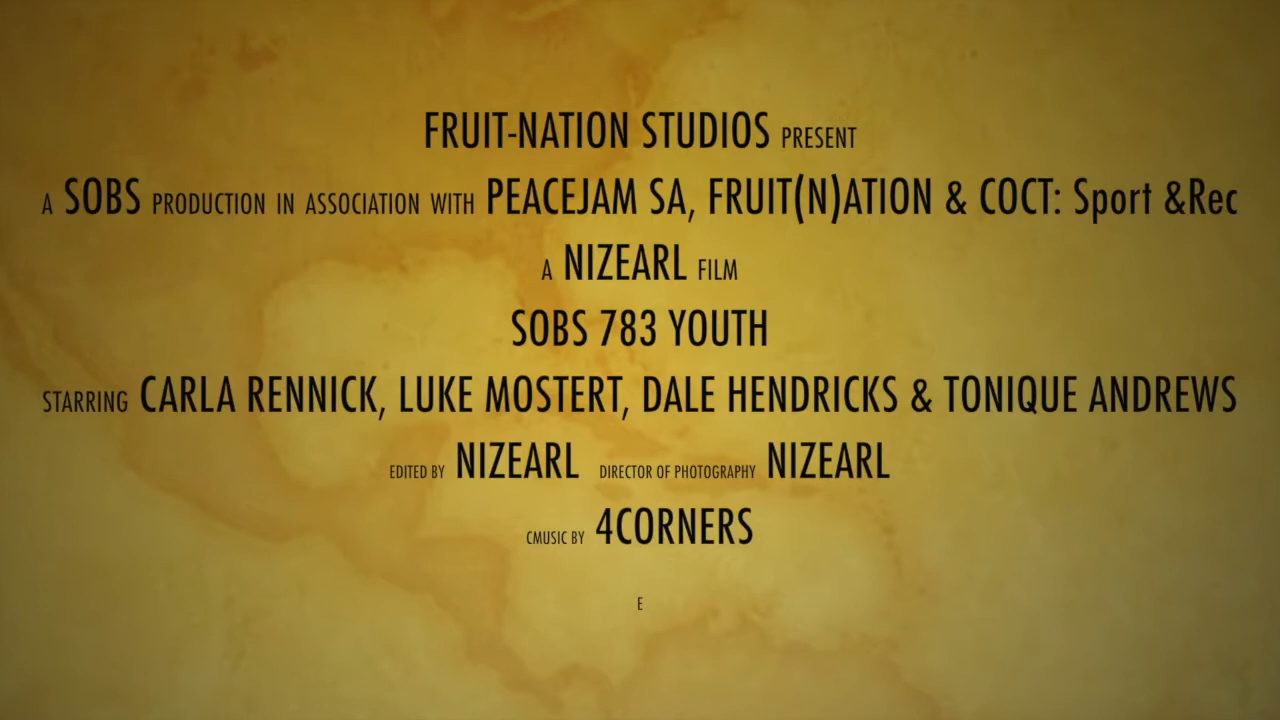 FRUIT-NATION STUDIOS PRESENT
A SOBS PRODUCTION IN ASSOCIATION WITH PEACEJAM SA, FRUIT(N)ATION & COCT: Sport &Rec
A NIZEARL FILM
SOBS 783 YOUTH
STARRING CARLA RENNICK, LUKE MOSTERT, DALE HENDRICKS & TONIQUE ANDREWS
EDITED BY NIZEARL DIRECTOR OF PHOTOGRAPHY NIZEARL
CMUSIC BY 4CORNERS
E